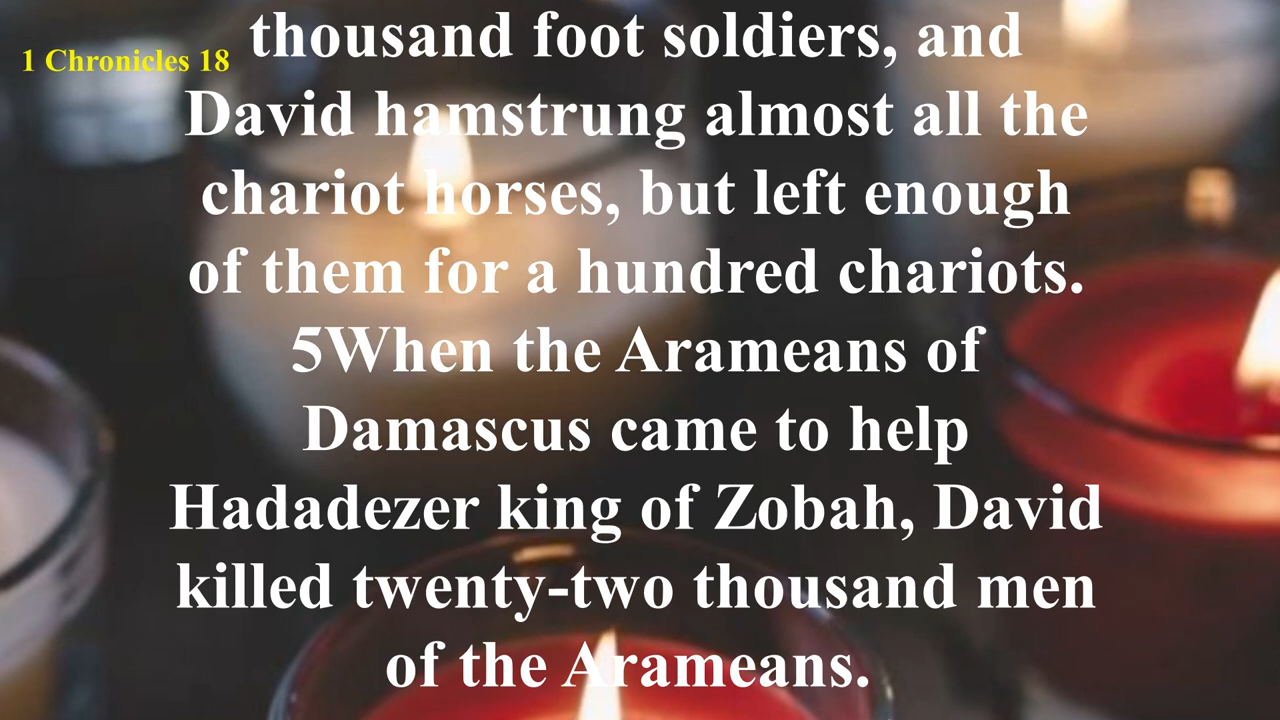 1 Chronicles 18
thousand foot soldiers, and
David hamstrung almost all the
chariot horses, but left enough
of them for a hundred chariots.
5When the Arameans of
Damascus came to help
Hadadezer king of Zobah, David
killed twenty-two thousand men
of the Arameans.